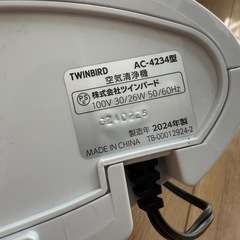 TWINBIRD AC-4234型
空気清浄機
PS 株式会社ツインバード
100V 30/26W 50/60Hz
製造年 2024年製
MADE IN CHINA TB-00012924-2